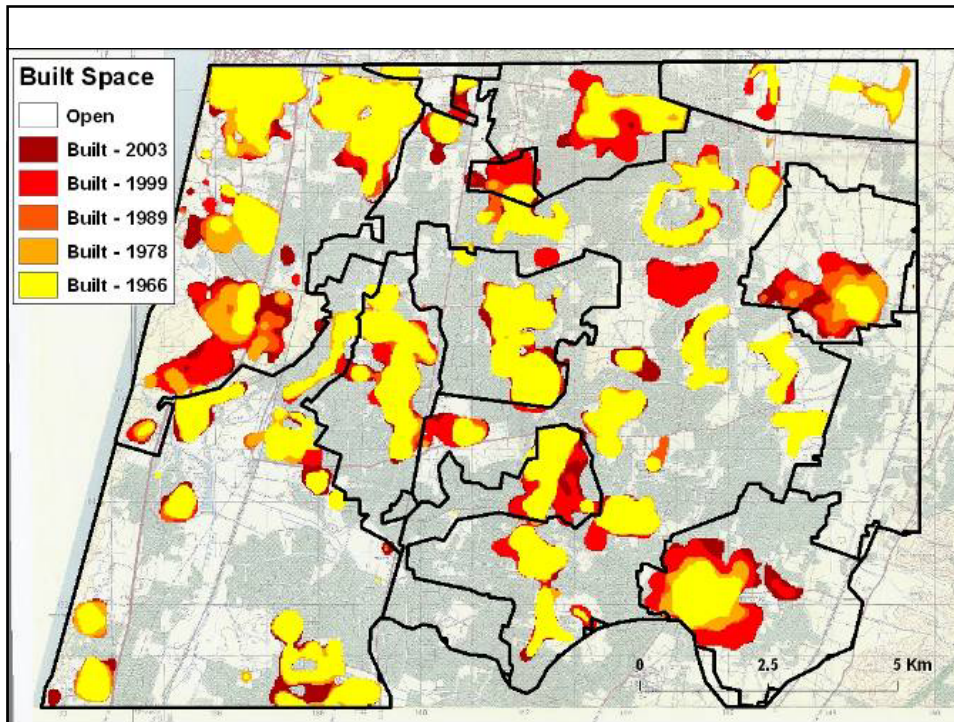 Built Space
Open
Built - 2003
Built - 1999
Built - 1989
Built - 1978
Built - 1966
0 2.5 5 Km